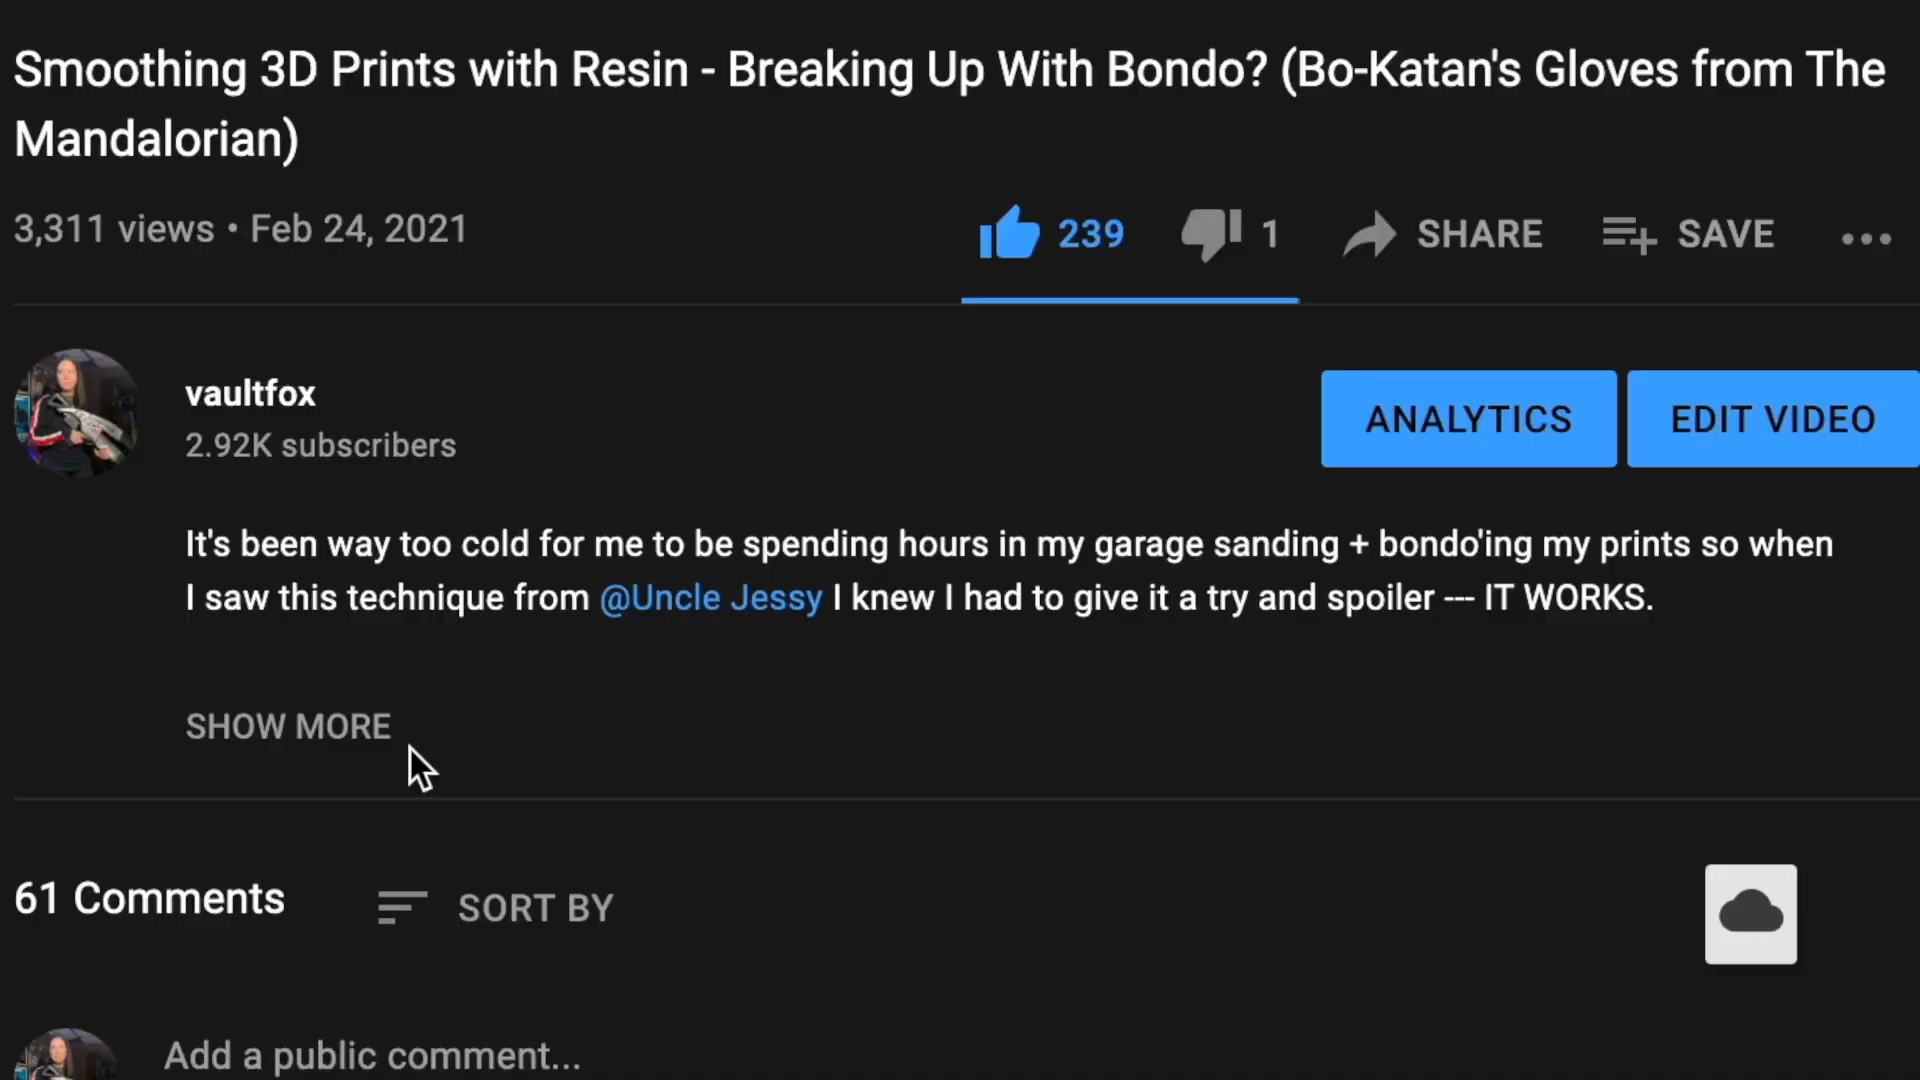 Smoothing 3D Prints with Resin - Breaking Up With Bondo? (Bo-Katan's Gloves from The
Mandalorian)
3,311 views • Feb 24, 2021
239
1
SHARE
SAVE
vaultfox
2.92K subscribers
ANALYTICS
EDIT VIDEO
It's been way too cold for me to be spending hours in my garage sanding + bondo'ing my prints so when
I saw this technique from @Uncle Jessy I knew I had to give it a try and spoiler --- IT WORKS.
SHOW MORE
61 Comments
SORT BY
Add a public comment...